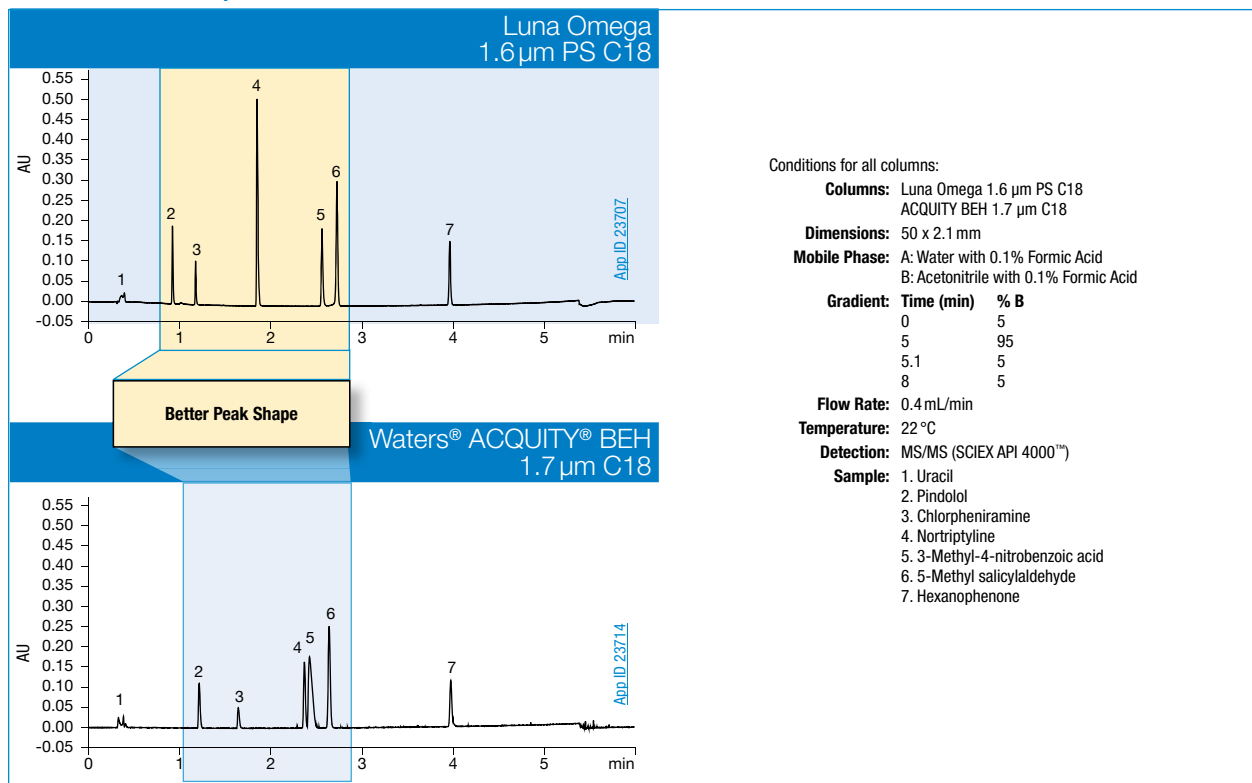 Luna Omega
1.6 µm PS C18
0.55
0.50
0.45
0.40
0.35
0.30
0.25
0.20
0.15
0.10
0.05
0.00
-0.05
AU
1
2
3
4
5
6
7
App ID 23707
0 1 2 3 4 5 min
Better Peak Shape
Waters® ACQUITY® BEH
1.7 µm C18
0.55
0.50
0.45
0.40
0.35
0.30
0.25
0.20
0.15
0.10
0.05
0.00
-0.05
AU
1
2
3
4
5
6
7
App ID 23714
0 1 2 3 4 5 min
Conditions for all columns:
Columns: Luna Omega 1.6 µm PS C18
ACQUITY BEH 1.7 µm C18
Dimensions: 50 x 2.1 mm
Mobile Phase: A: Water with 0.1% Formic Acid
B: Acetonitrile with 0.1% Formic Acid
Gradient: Time (min) % B
0 5
5 95
5.1 5
8 5
Flow Rate: 0.4 mL/min
Temperature: 22 °C
Detection: MS/MS (SCIEX API 4000™)
Sample: 1. Uracil
2. Pindolol
3. Chlorpheniramine
4. Nortriptyline
5. 3-Methyl-4-nitrobenzoic acid
6. 5-Methyl salicylaldehyde
7. Hexanophenone